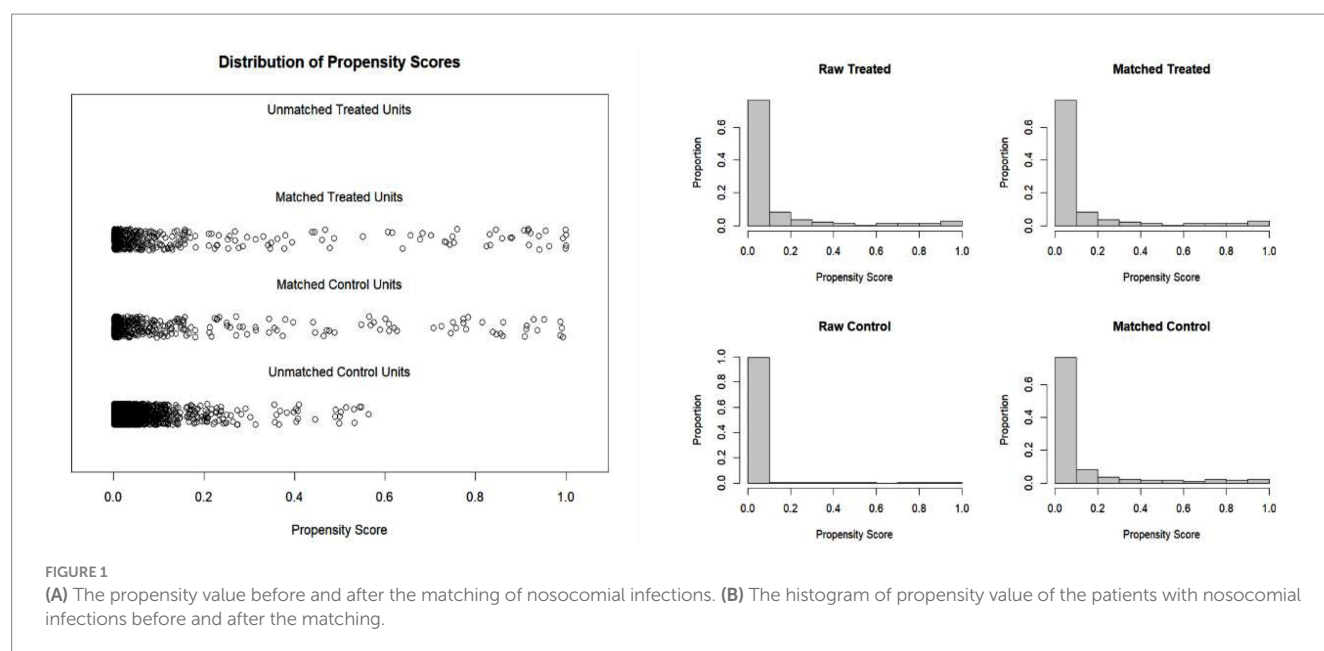 Distribution of Propensity Scores
Unmatched Treated Units
Matched Treated Units
Matched Control Units
Unmatched Control Units
0.0 0.2 0.4 0.6 0.8 1.0
Propensity Score
Raw Treated
Proportion
0.0 0.2 0.4 0.6
0.0 0.2 0.4 0.6 0.8 1.0
Propensity Score
Matched Treated
Proportion
0.0 0.2 0.4 0.6
0.0 0.2 0.4 0.6 0.8 1.0
Propensity Score
Raw Control
Proportion
0.0 0.2 0.4 0.6 0.8 1.0
0.0 0.2 0.4 0.6 0.8 1.0
Propensity Score
Matched Control
Proportion
0.0 0.2 0.4 0.6
0.0 0.2 0.4 0.6 0.8 1.0
Propensity Score
FIGURE 1
(A) The propensity value before and after the matching of nosocomial infections. (B) The histogram of propensity value of the patients with nosocomial
infections before and after the matching.